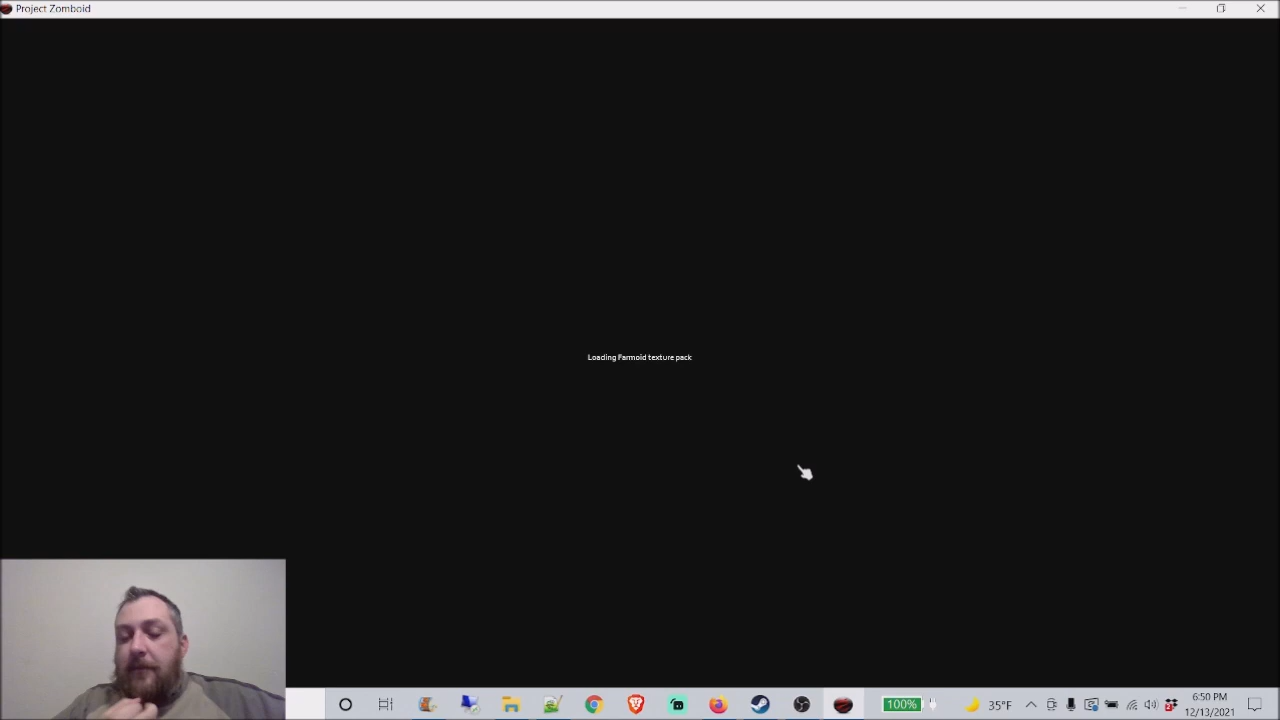 Project Zomboid
Loading Farmoid texture pack
100%
35°F
6:50 PM
12/13/2021